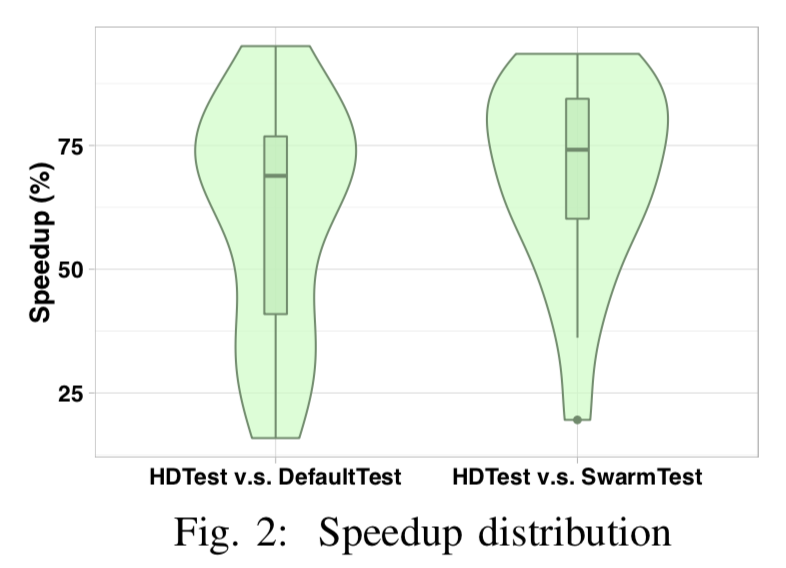 Speedup (%)
75
50
25
HDTest v.s. DefaultTest
HDTest v.s. SwarmTest
Fig. 2: Speedup distribution